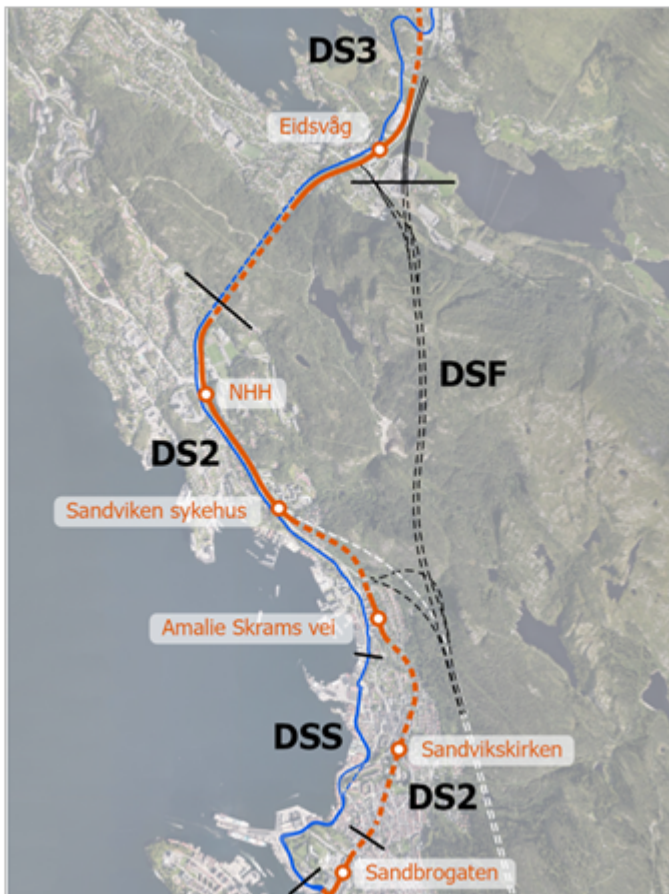 DS3
Eidsvåg
DSF
NHH
DS2
Sandviken sykehus
Amalie Skrams vei
DSS
Sandvikskirken
DS2
Sandbrogaten